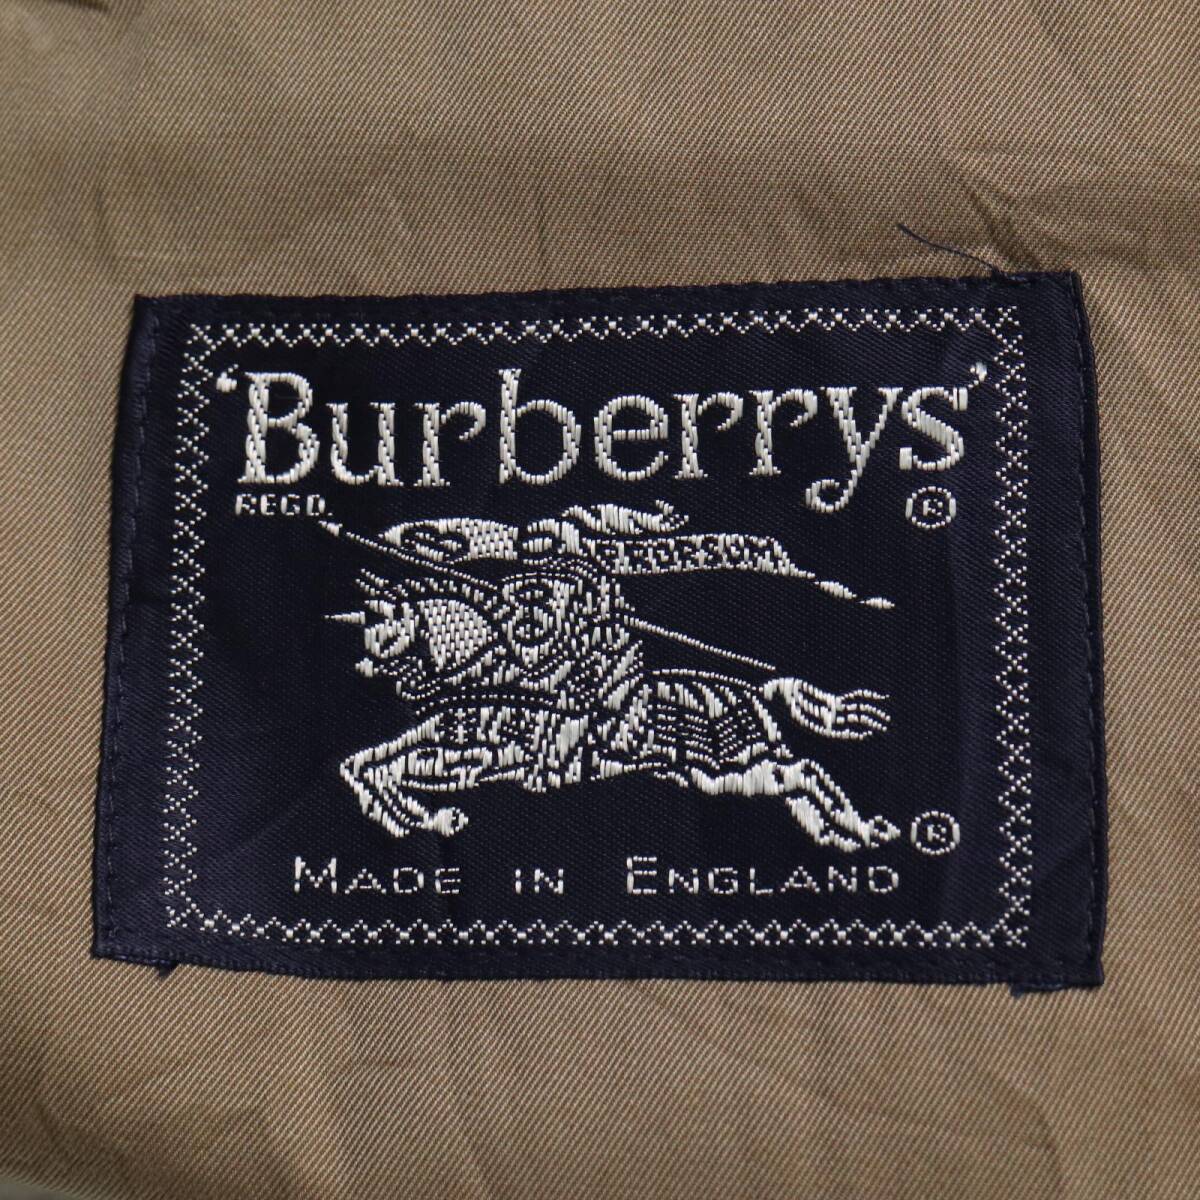 ‘Burberrys’
REGD. ®
PRORSUM
®
MADE IN ENGLAND